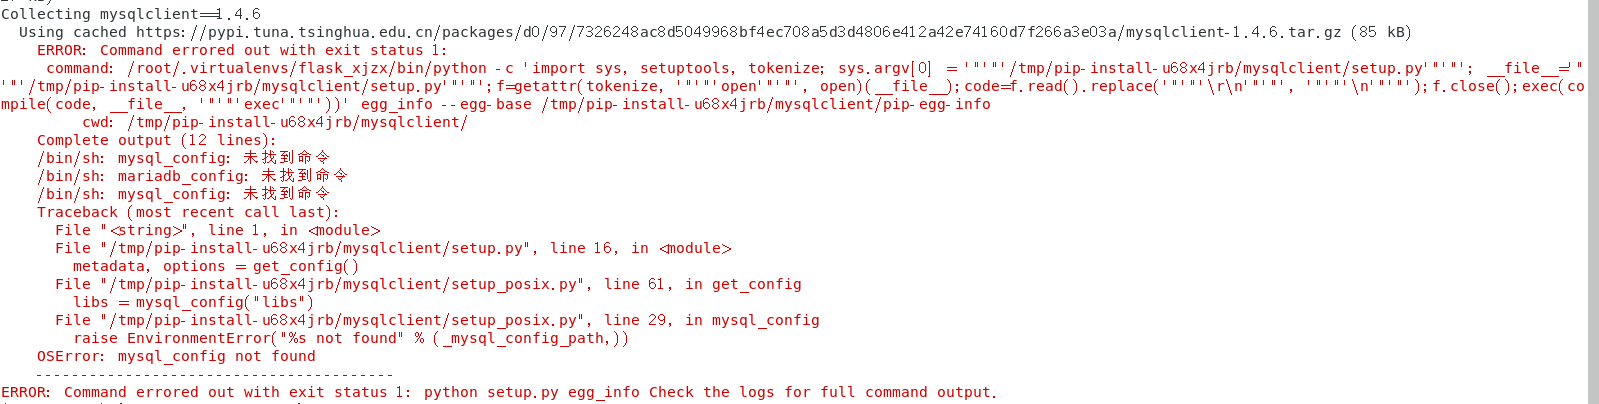 Collecting mysqlclient==1.4.6
Using cached https://pypi.tuna.tsinghua.edu.cn/packages/d0/97/7326248ac8d5049968bf4ec708a5d3d4806e412a42e74160d7f266a3e03a/mysqlclient-1.4.6.tar.gz (85 kB)
ERROR: Command errored out with exit status 1:
command: /root/.virtualenvs/flask_xjzx/bin/python -c 'import sys, setuptools, tokenize; sys.argv[0] = '"'"'/tmp/pip-install-u68x4jrb/mysqlclient/setup.py'"'"'; __file__='"
'"'/tmp/pip-install-u68x4jrb/mysqlclient/setup.py'"'"';f=getattr(tokenize, '"'"'open'"'"', open)(__file__);code=f.read().replace('"'"'\r\n'"'"', '"'"'\n'"'"');f.close();exec(co
mpile(code, __file__, '"'"'exec'"'"'))' egg_info --egg-base /tmp/pip-install-u68x4jrb/mysqlclient/pip-egg-info
cwd: /tmp/pip-install-u68x4jrb/mysqlclient/
Complete output (12 lines):
/bin/sh: mysql_config: 未找到命令
/bin/sh: mariadb_config: 未找到命令
/bin/sh: mysql_config: 未找到命令
Traceback (most recent call last):
File "<string>", line 1, in <module>
File "/tmp/pip-install-u68x4jrb/mysqlclient/setup.py", line 16, in <module>
metadata, options = get_config()
File "/tmp/pip-install-u68x4jrb/mysqlclient/setup_posix.py", line 61, in get_config
libs = mysql_config("libs")
File "/tmp/pip-install-u68x4jrb/mysqlclient/setup_posix.py", line 29, in mysql_config
raise EnvironmentError("%s not found" % (_mysql_config_path,))
OSError: mysql_config not found
----------------------------------------
ERROR: Command errored out with exit status 1: python setup.py egg_info Check the logs for full command output.